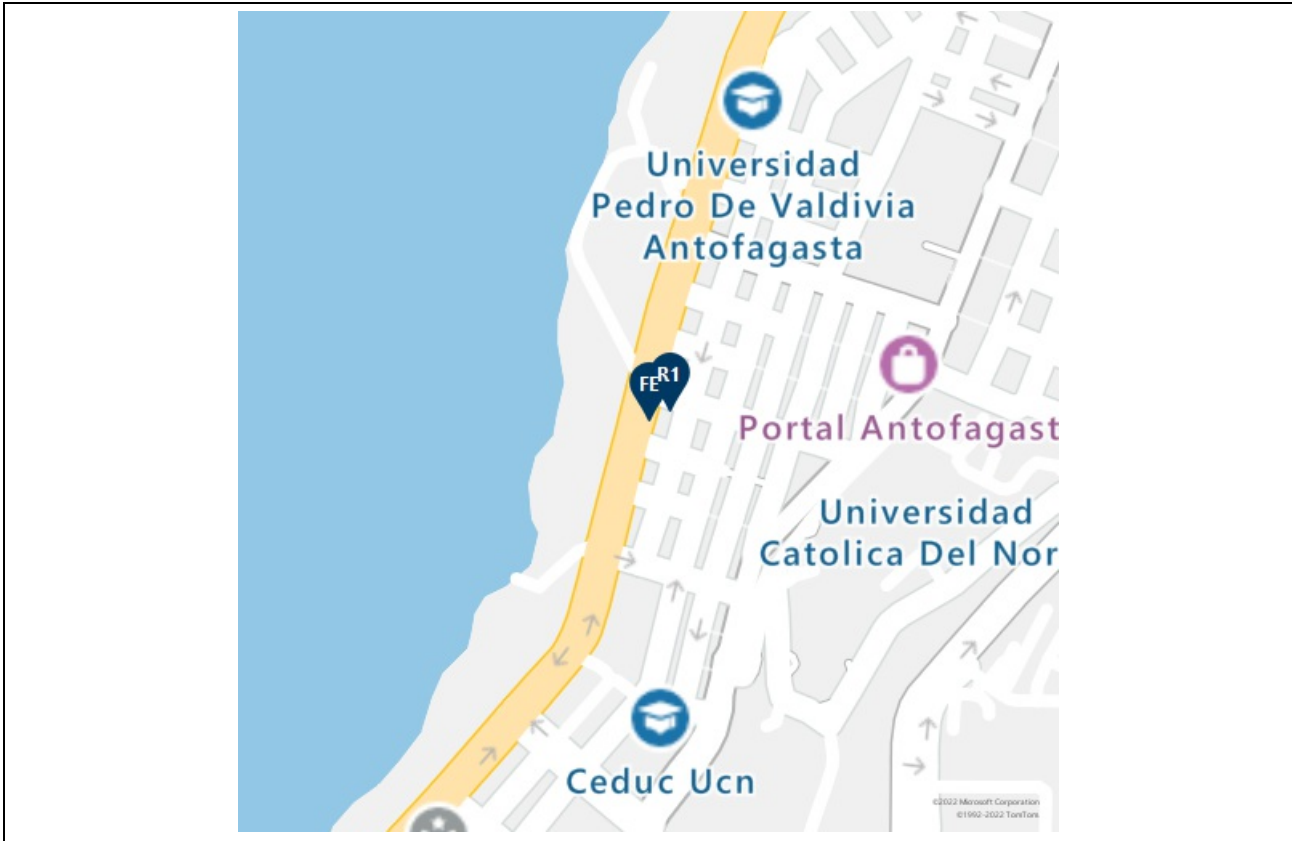 Universidad
Pedro De Valdivia
Antofagasta
FE
R1
Portal Antofagast
Universidad
Catolica Del Nor
Ceduc Ucn
©2022 Microsoft Corporation
©1992-2022 TomTom